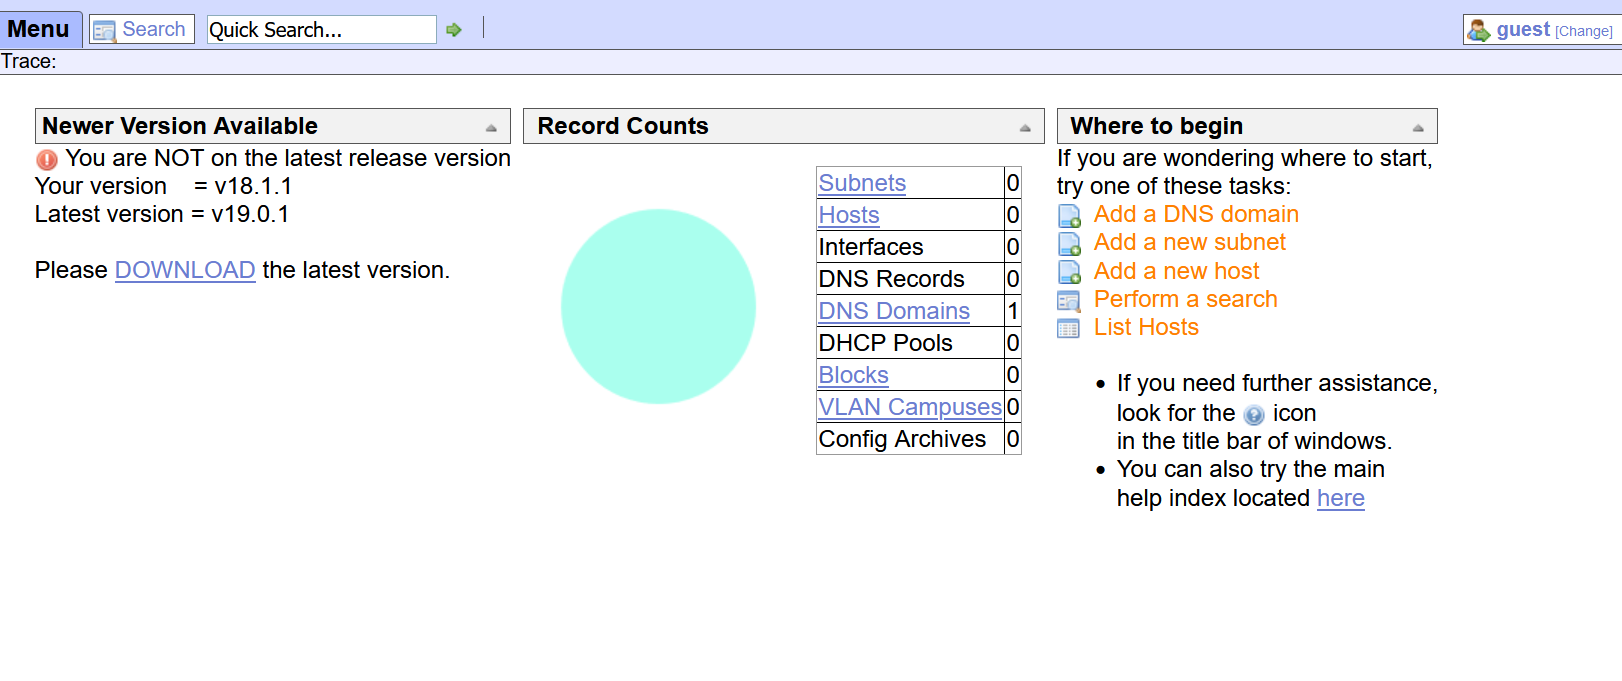 Menu Search Quick Search... guest [Change]
Trace:
Newer Version Available
You are NOT on the latest release version
Your version = v18.1.1
Latest version = v19.0.1
Please DOWNLOAD the latest version.
Record Counts
Subnets 0
Hosts 0
Interfaces 0
DNS Records 0
DNS Domains 1
DHCP Pools 0
Blocks 0
VLAN Campuses 0
Config Archives 0
Where to begin
If you are wondering where to start,
try one of these tasks:
Add a DNS domain
Add a new subnet
Add a new host
Perform a search
List Hosts
• If you need further assistance,
look for the ? icon
in the title bar of windows.
• You can also try the main
help index located here